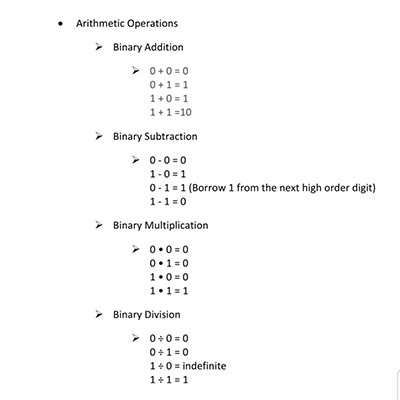 • Arithmetic Operations
➢ Binary Addition
➢ 0 + 0 = 0
0 + 1 = 1
1 + 0 = 1
1 + 1 =10
➢ Binary Subtraction
➢ 0 - 0 = 0
1 - 0 = 1
0 - 1 = 1 (Borrow 1 from the next high order digit)
1 - 1 = 0
➢ Binary Multiplication
➢ 0 • 0 = 0
0 • 1 = 0
1 • 0 = 0
1 • 1 = 1
➢ Binary Division
➢ 0 ÷ 0 = 0
0 ÷ 1 = 0
1 ÷ 0 = indefinite
1 ÷ 1 = 1